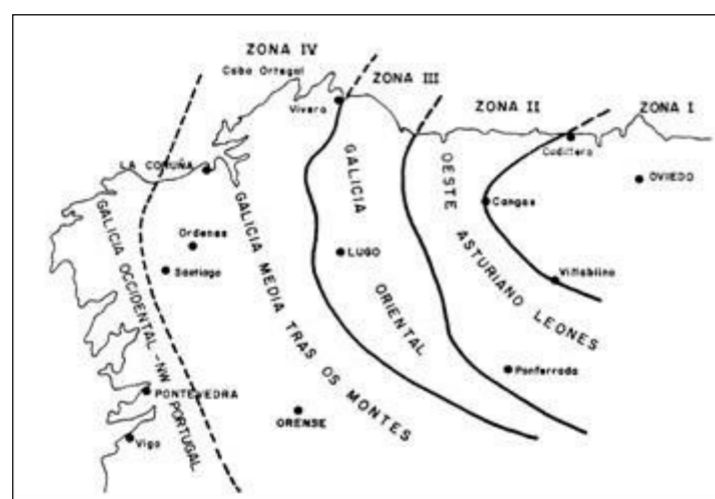 ZONA IV
Cabo Ortegal
ZONA III
ZONA II
ZONA I
Vivero
Cudillero
LA CORUÑA
OVIEDO
Cangas
Ordenes
Santiago
LUGO
Villablino
Ponferrada
PONTEVEDRA
ORENSE
Vigo
GALICIA OCCIDENTAL-NW PORTUGAL
GALICIA MEDIA TRAS OS MONTES
GALICIA ORIENTAL
OESTE ASTURIANO LEONES